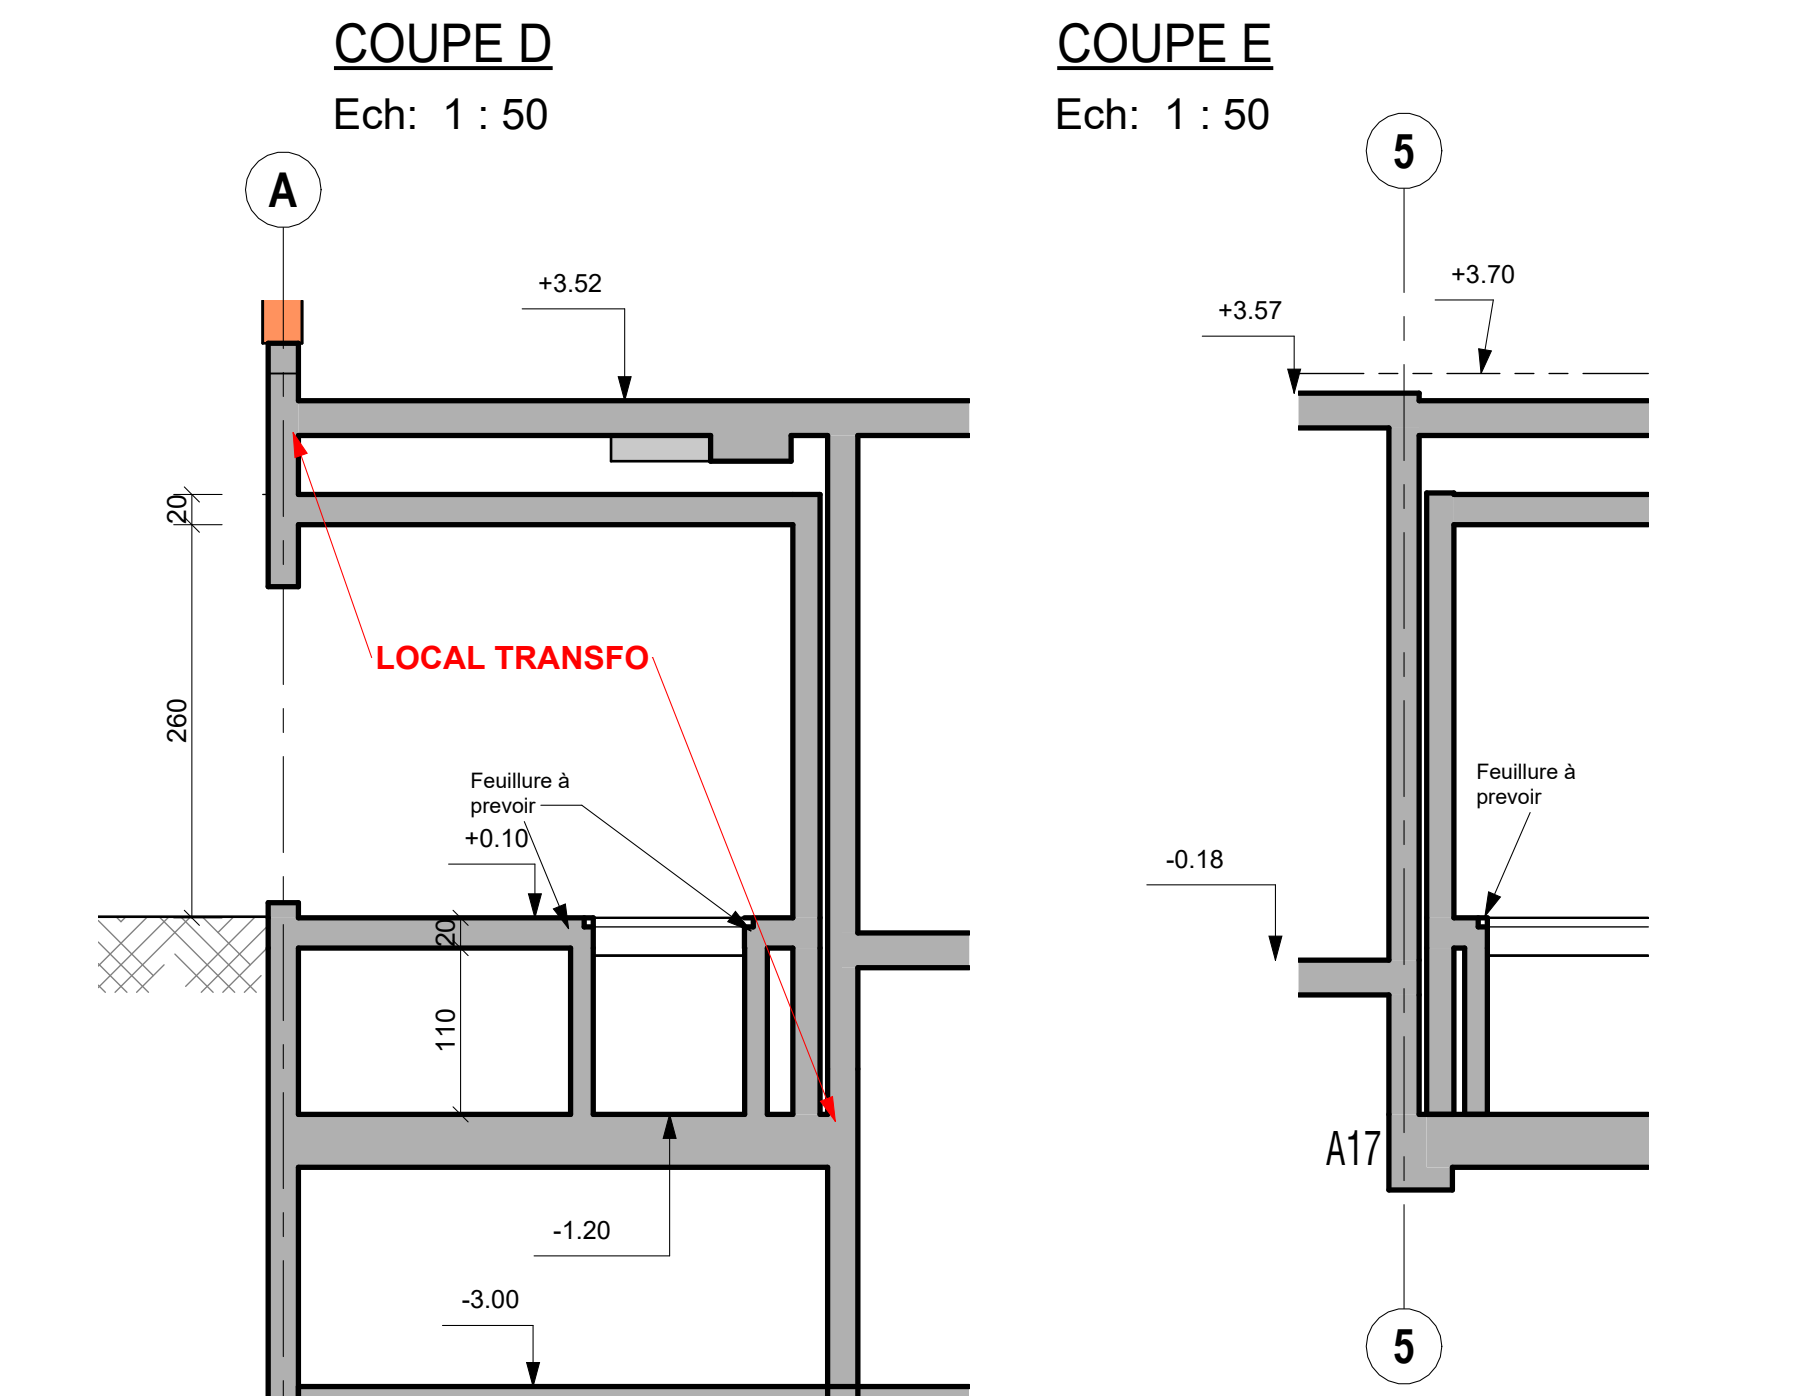 COUPE D
Ech: 1 : 50
A
+3.52
20
260
LOCAL TRANSFO
Feuillure à
prevoir
+0.10
20
110
-1.20
-3.00
COUPE E
Ech: 1 : 50
5
+3.70
+3.57
Feuillure à
prevoir
-0.18
A17
5